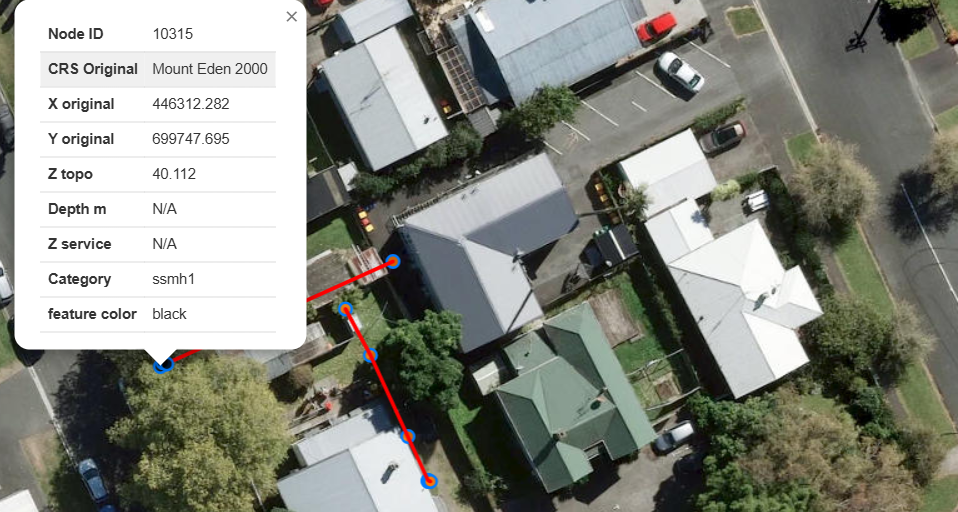 ×
Node ID 10315
CRS Original Mount Eden 2000
X original 446312.282
Y original 699747.695
Z topo 40.112
Depth m N/A
Z service N/A
Category ssmh1
feature color black